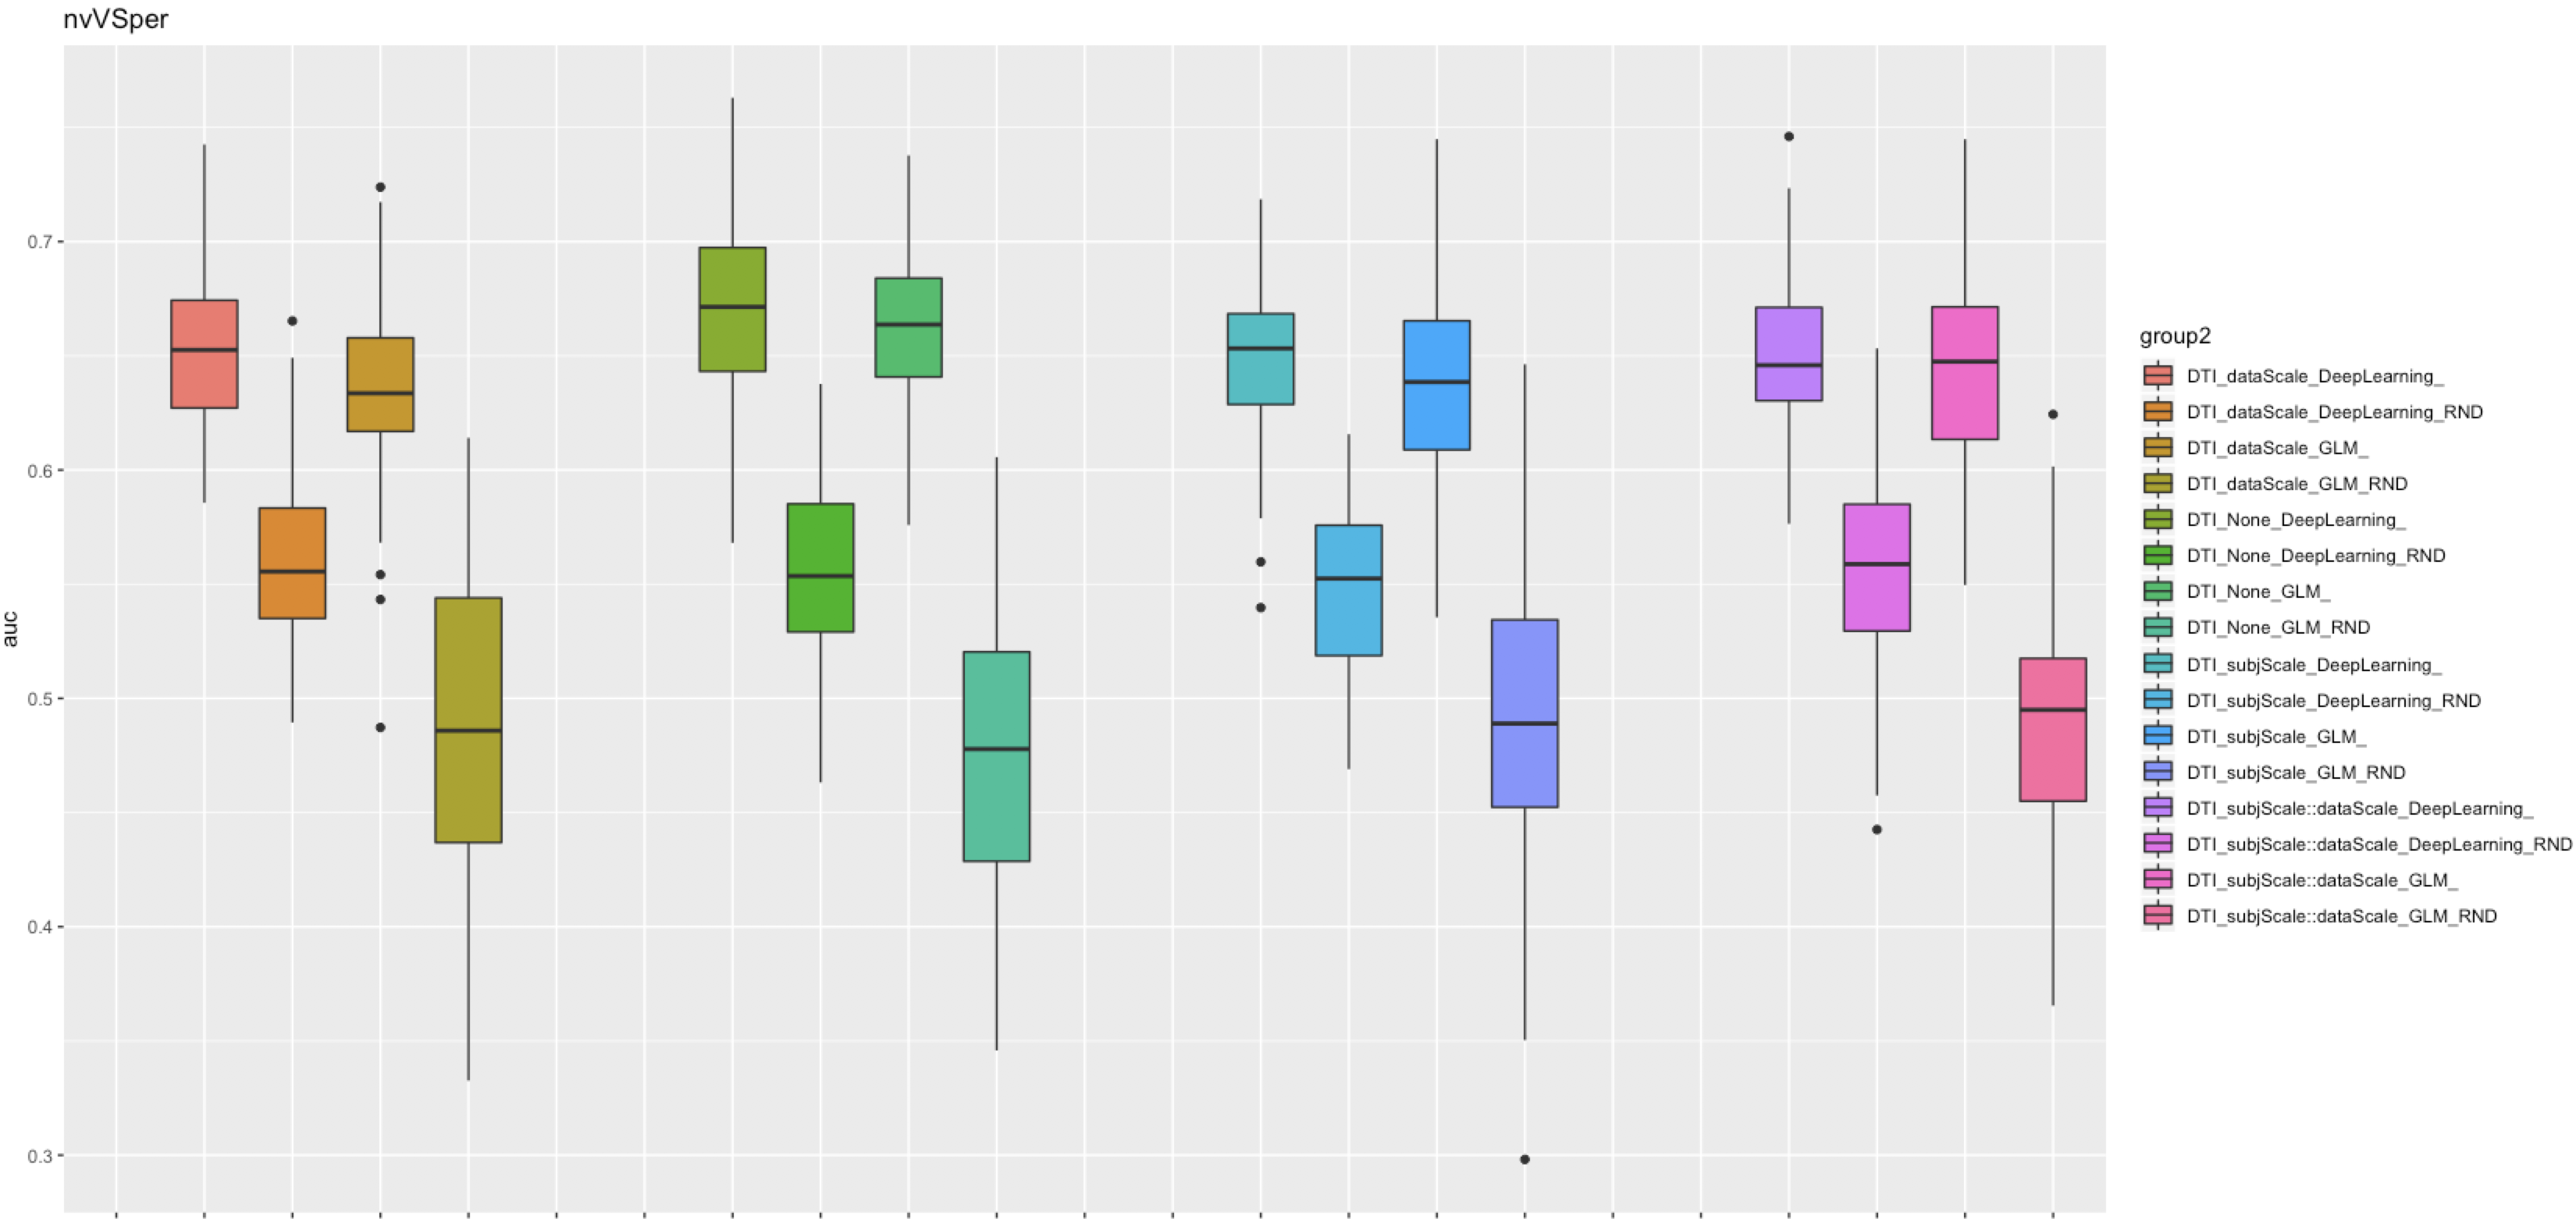 nvVSper
auc
0.7
0.6
0.5
0.4
0.3
group2
DTI_dataScale_DeepLearning_
DTI_dataScale_DeepLearning_RND
DTI_dataScale_GLM_
DTI_dataScale_GLM_RND
DTI_None_DeepLearning_
DTI_None_DeepLearning_RND
DTI_None_GLM_
DTI_None_GLM_RND
DTI_subjScale_DeepLearning_
DTI_subjScale_DeepLearning_RND
DTI_subjScale_GLM_
DTI_subjScale_GLM_RND
DTI_subjScale::dataScale_DeepLearning_
DTI_subjScale::dataScale_DeepLearning_RND
DTI_subjScale::dataScale_GLM_
DTI_subjScale::dataScale_GLM_RND